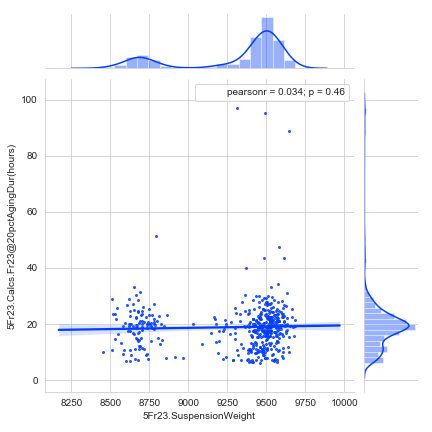 pearsonr = 0.034; p = 0.46
100
80
60
40
20
0
5Fr23.Calcs.Fr23@20pctAgingDur(hours)
8250 8500 8750 9000 9250 9500 9750 10000
5Fr23.SuspensionWeight